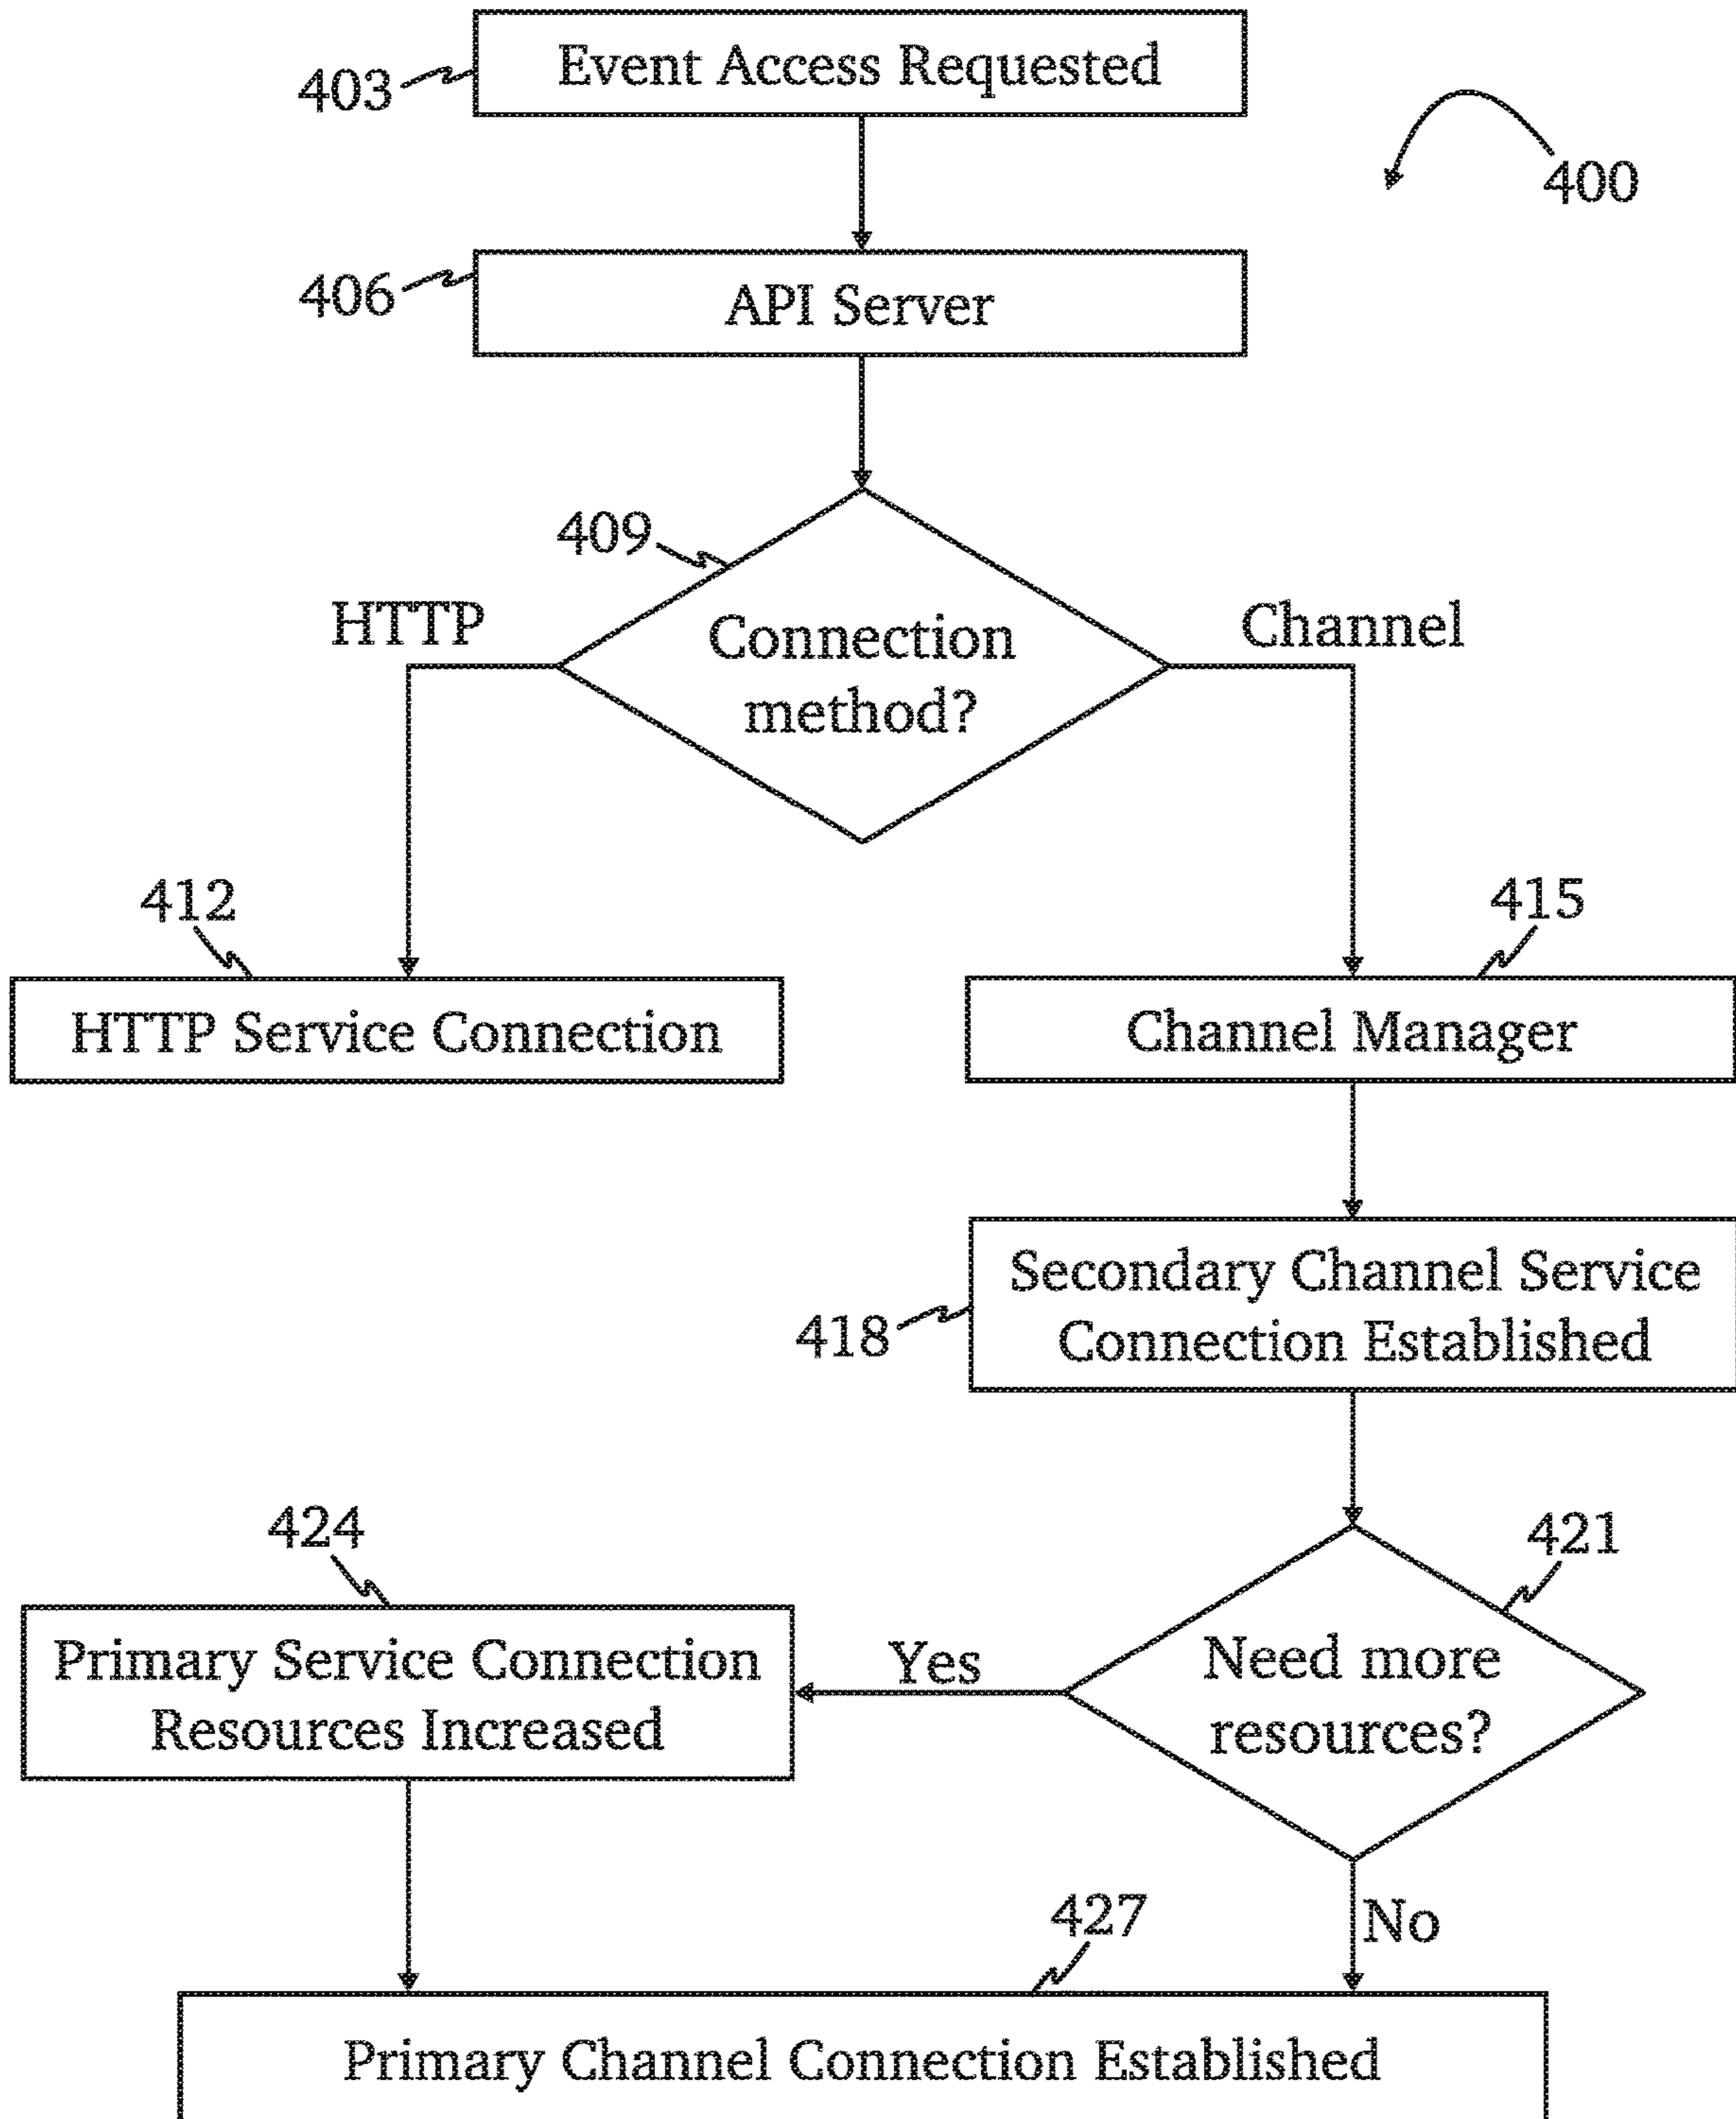 Event Access Requested
403
400
API Server
406
409
HTTP
Channel
Connection
method?
412
415
HTTP Service Connection
Channel Manager
Secondary Channel Service
Connection Established
418
424
421
Primary Service Connection
Resources Increased
Yes
Need more
resources?
427
No
Primary Channel Connection Established